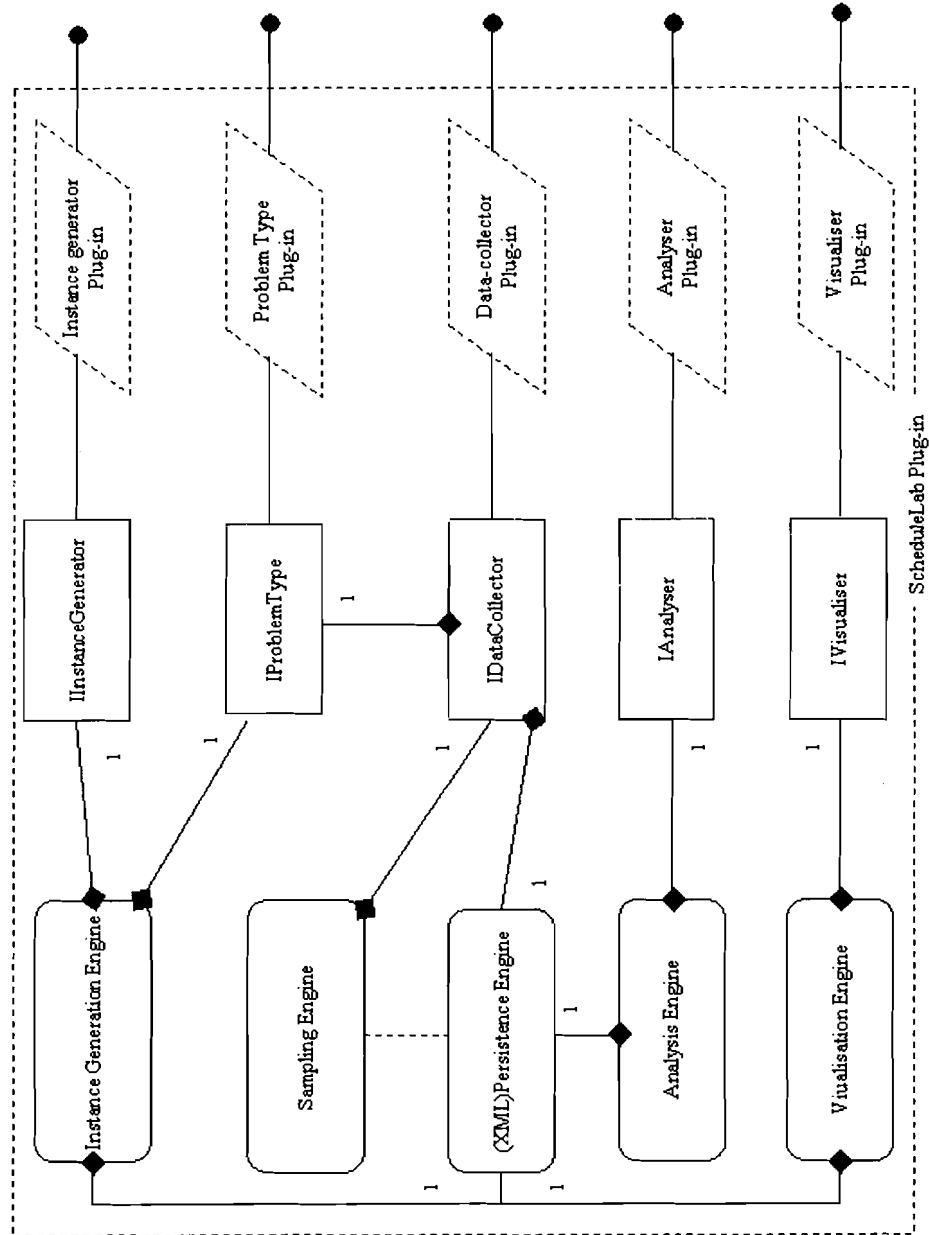 Instance generator
Plug-in
Problem Type
Plug-in
Data-collector
Plug-in
Analyser
Plug-in
Visualiser
Plug-in
IInstanceGenerator
IProblemType
IDataCollector
IAnalyser
IVisualiser
1
1
1
1
1
1
1
Instance Generation Engine
Sampling Engine
(XML)Persistence Engine
Analysis Engine
Viualisation Engine
1
1
1
ScheduleLab Plug-in